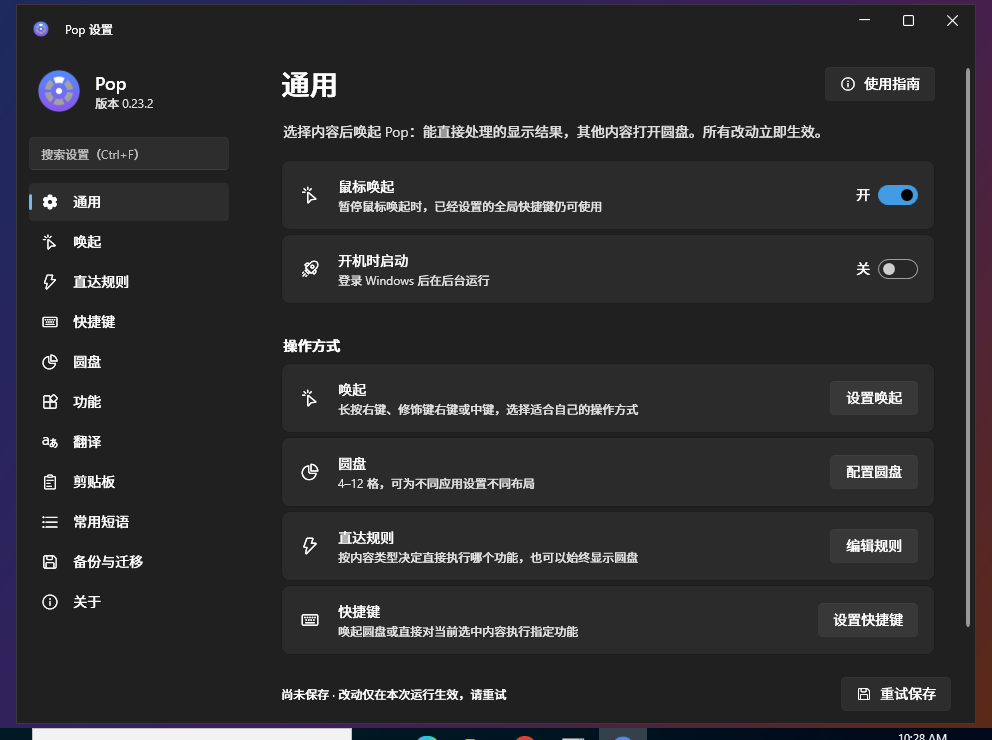 Pop 设置
Pop
版本 0.23.2
搜索设置（Ctrl+F）
通用
唤起
直达规则
快捷键
圆盘
功能
翻译
剪贴板
常用短语
备份与迁移
关于
通用
使用指南
选择内容后唤起 Pop：能直接处理的显示结果，其他内容打开圆盘。所有改动立即生效。
鼠标唤起
暂停鼠标唤起时，已经设置的全局快捷键仍可使用
开
开机时启动
登录 Windows 后在后台运行
关
操作方式
唤起
长按右键、修饰键右键或中键，选择适合自己的操作方式
设置唤起
圆盘
4–12 格，可为不同应用设置不同布局
配置圆盘
直达规则
按内容类型决定直接执行哪个功能，也可以始终显示圆盘
编辑规则
快捷键
唤起圆盘或直接对当前选中内容执行指定功能
设置快捷键
尚未保存 · 改动仅在本次运行生效，请重试
重试保存
10:28 AM